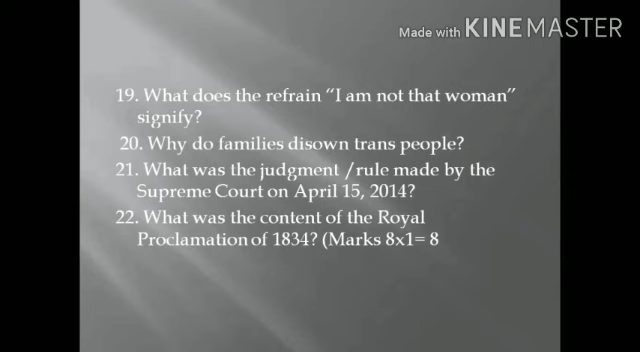 Made with KINEMASTER
19. What does the refrain “I am not that woman”
signify?
20. Why do families disown trans people?
21. What was the judgment /rule made by the
Supreme Court on April 15, 2014?
22. What was the content of the Royal
Proclamation of 1834? (Marks 8x1= 8